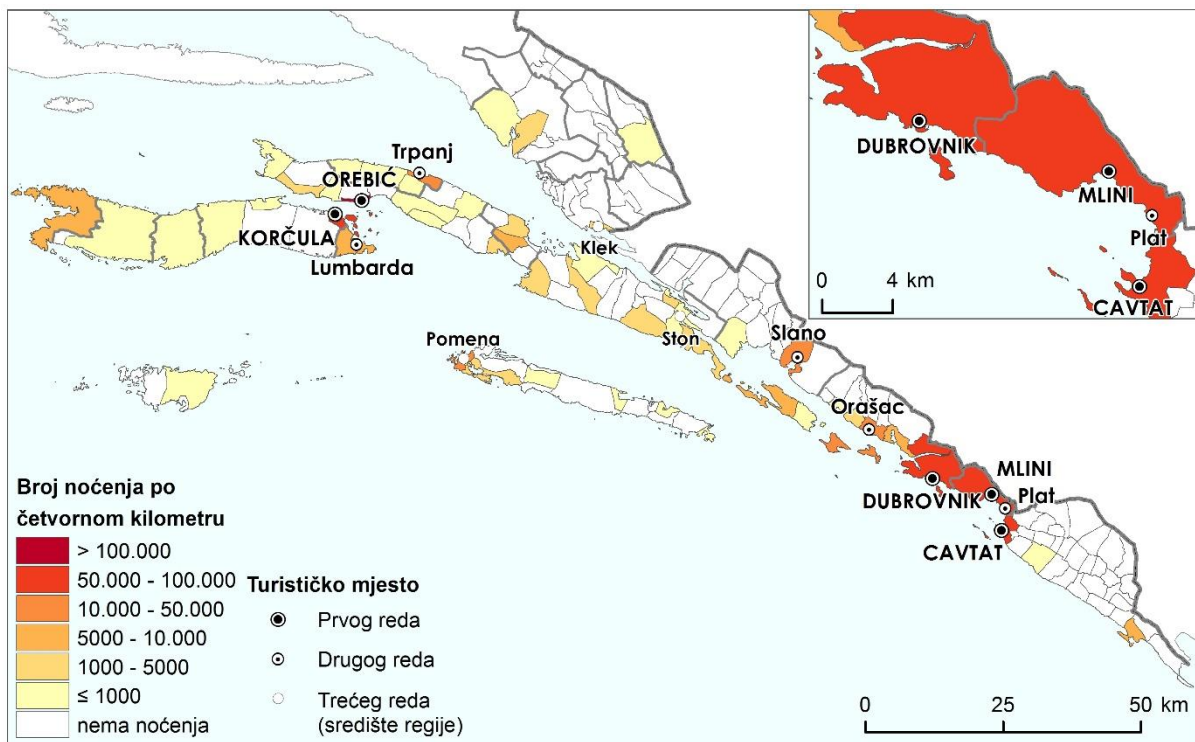 DUBROVNIK
MLINI
Plat
CAVTAT
0 4 km
Trpanj
OREBIĆ
KORČULA
Lumbarda
Klek
Pomena
Ston
Slano
Orašac
MLINI
DUBROVNIK
Plat
CAVTAT
Broj noćenja po
četvornom kilometru
> 100.000
50.000 - 100.000
10.000 - 50.000
5000 - 10.000
1000 - 5000
≤ 1000
nema noćenja
Turističko mjesto
Prvog reda
Drugog reda
Trećeg reda
(središte regije)
0 25 50 km